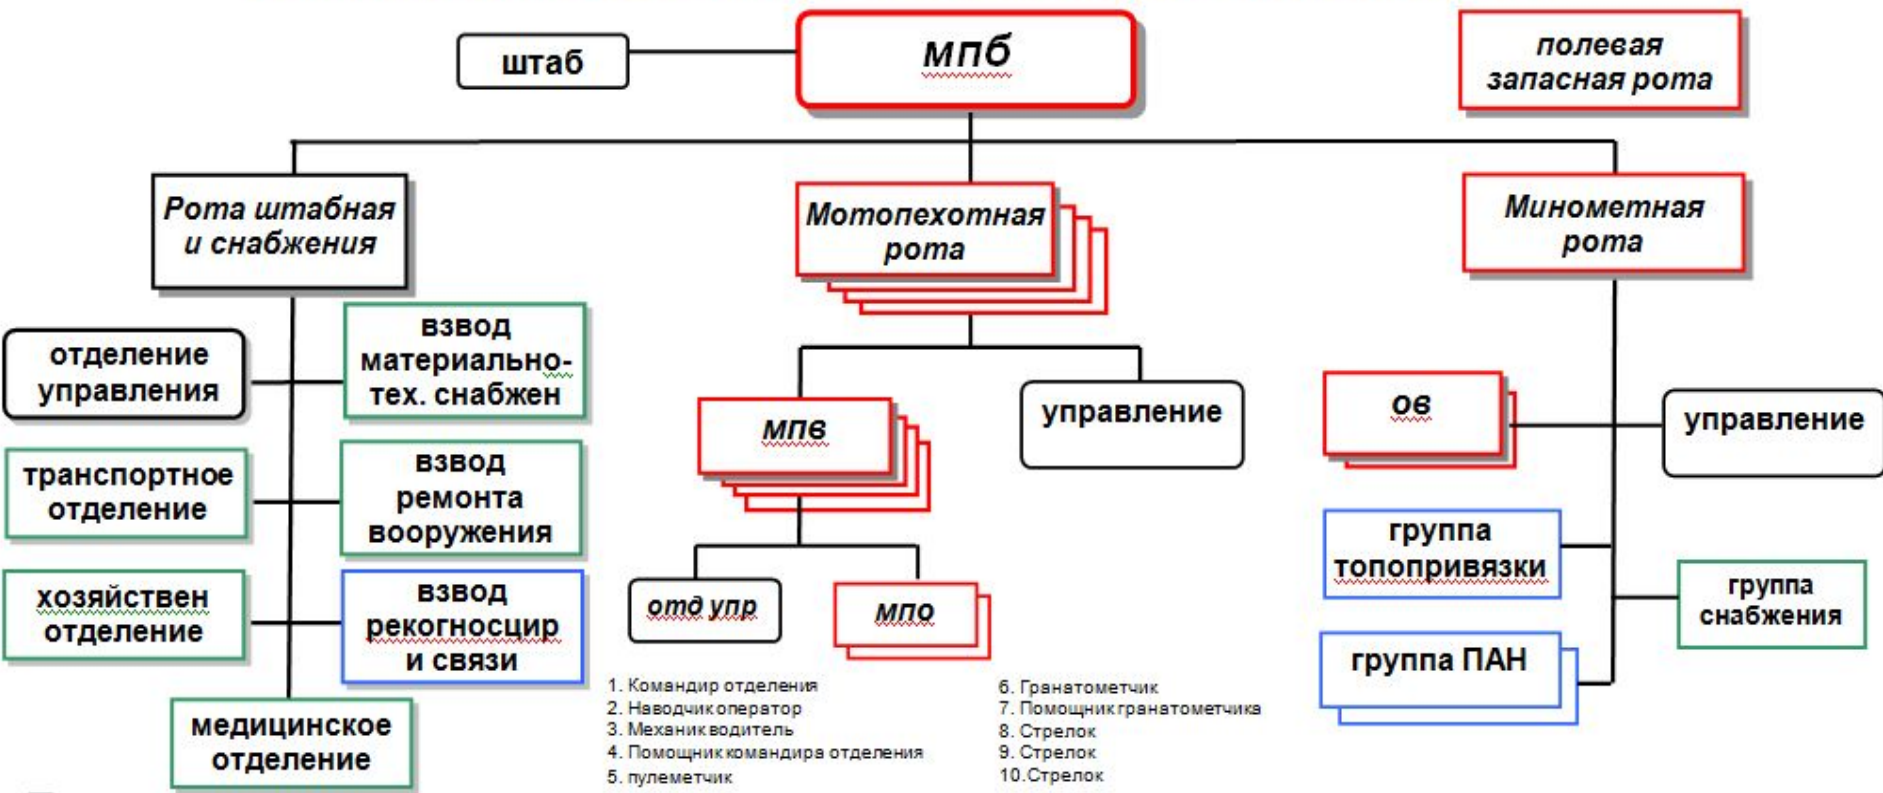 штаб
мпб
полевая
запасная рота
Рота штабная
и снабжения
Мотопехотная
рота
Минометная
рота
отделение
управления
взвод
материально-
тех. снабжен
транспортное
отделение
взвод
ремонта
вооружения
хозяйствен
отделение
взвод
рекогносцир
и связи
медицинское
отделение
мпв
управление
отд упр
мпо
1. Командир отделения
2. Наводчик оператор
3. Механик водитель
4. Помощник командира отделения
5. пулеметчик
6. Гранатометчик
7. Помощник гранатометчика
8. Стрелок
9. Стрелок
10.Стрелок
ов
управление
группа
топопривязки
группа
снабжения
группа ПАН